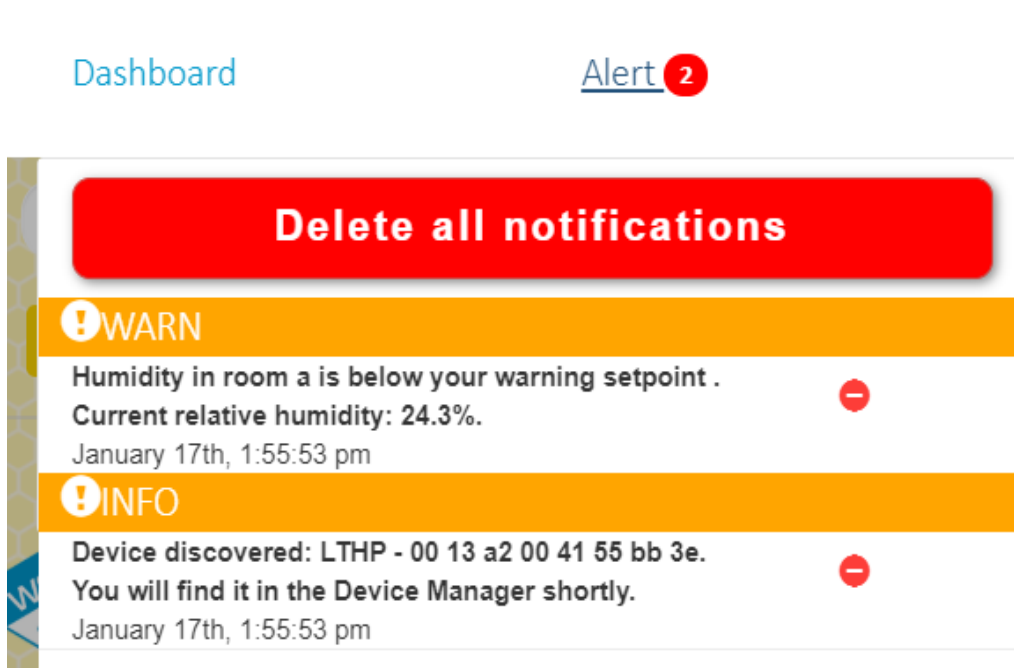 Dashboard
Alert 2
Delete all notifications
WARN
Humidity in room a is below your warning setpoint .
Current relative humidity: 24.3%.
January 17th, 1:55:53 pm
INFO
Device discovered: LTHP - 00 13 a2 00 41 55 bb 3e.
You will find it in the Device Manager shortly.
January 17th, 1:55:53 pm